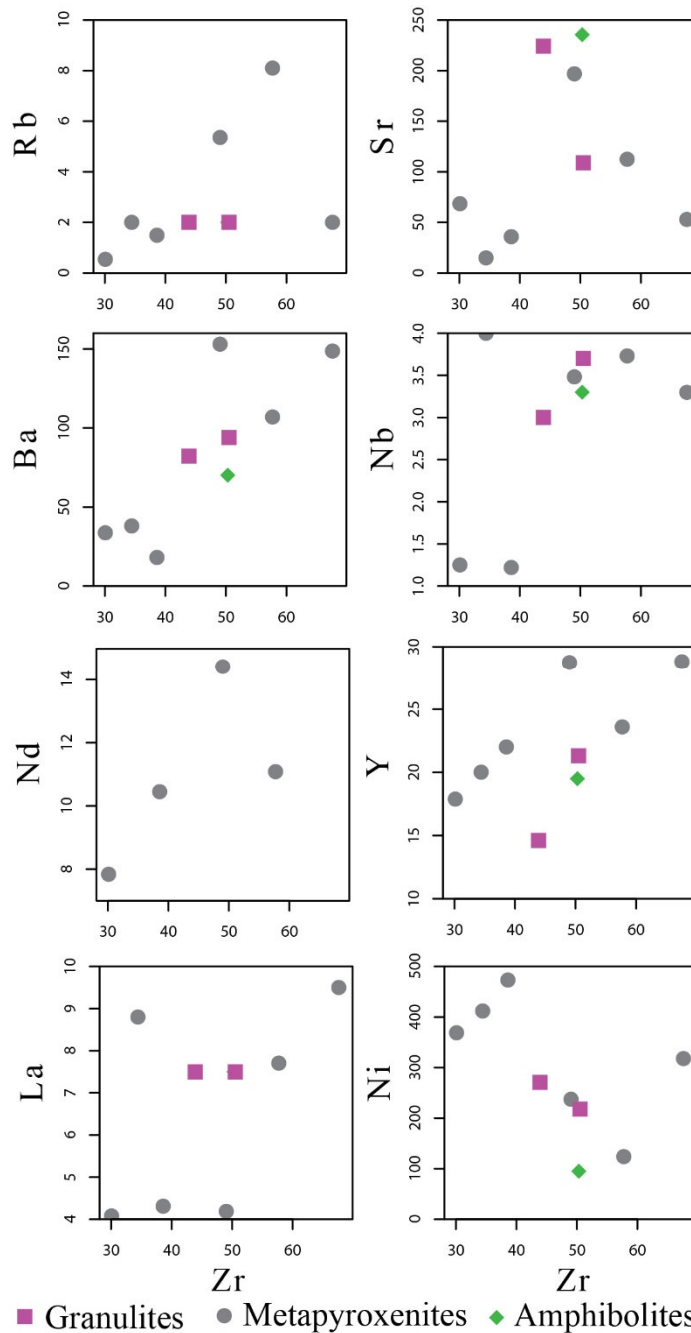 Rb
10
8
6
4
2
0
30 40 50 60
Sr
250
200
150
100
50
0
30 40 50 60
Ba
150
100
50
0
30 40 50 60
Nb
4.0
3.5
3.0
2.5
2.0
1.5
1.0
30 40 50 60
Nd
14
12
10
8
30 40 50 60
Y
30
25
20
15
10
30 40 50 60
La
10
9
8
7
6
5
4
30 40 50 60
Zr
Ni
500
400
300
200
100
0
30 40 50 60
Zr
Granulites Metapyroxenites Amphibolites